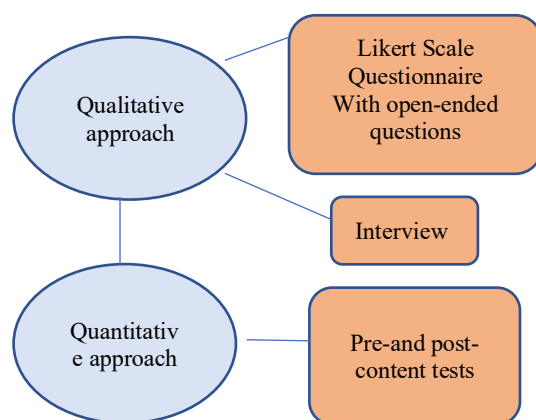 Qualitative
approach
Likert Scale
Questionnaire
With open-ended
questions
Interview
Quantitativ
e approach
Pre-and post-
content tests